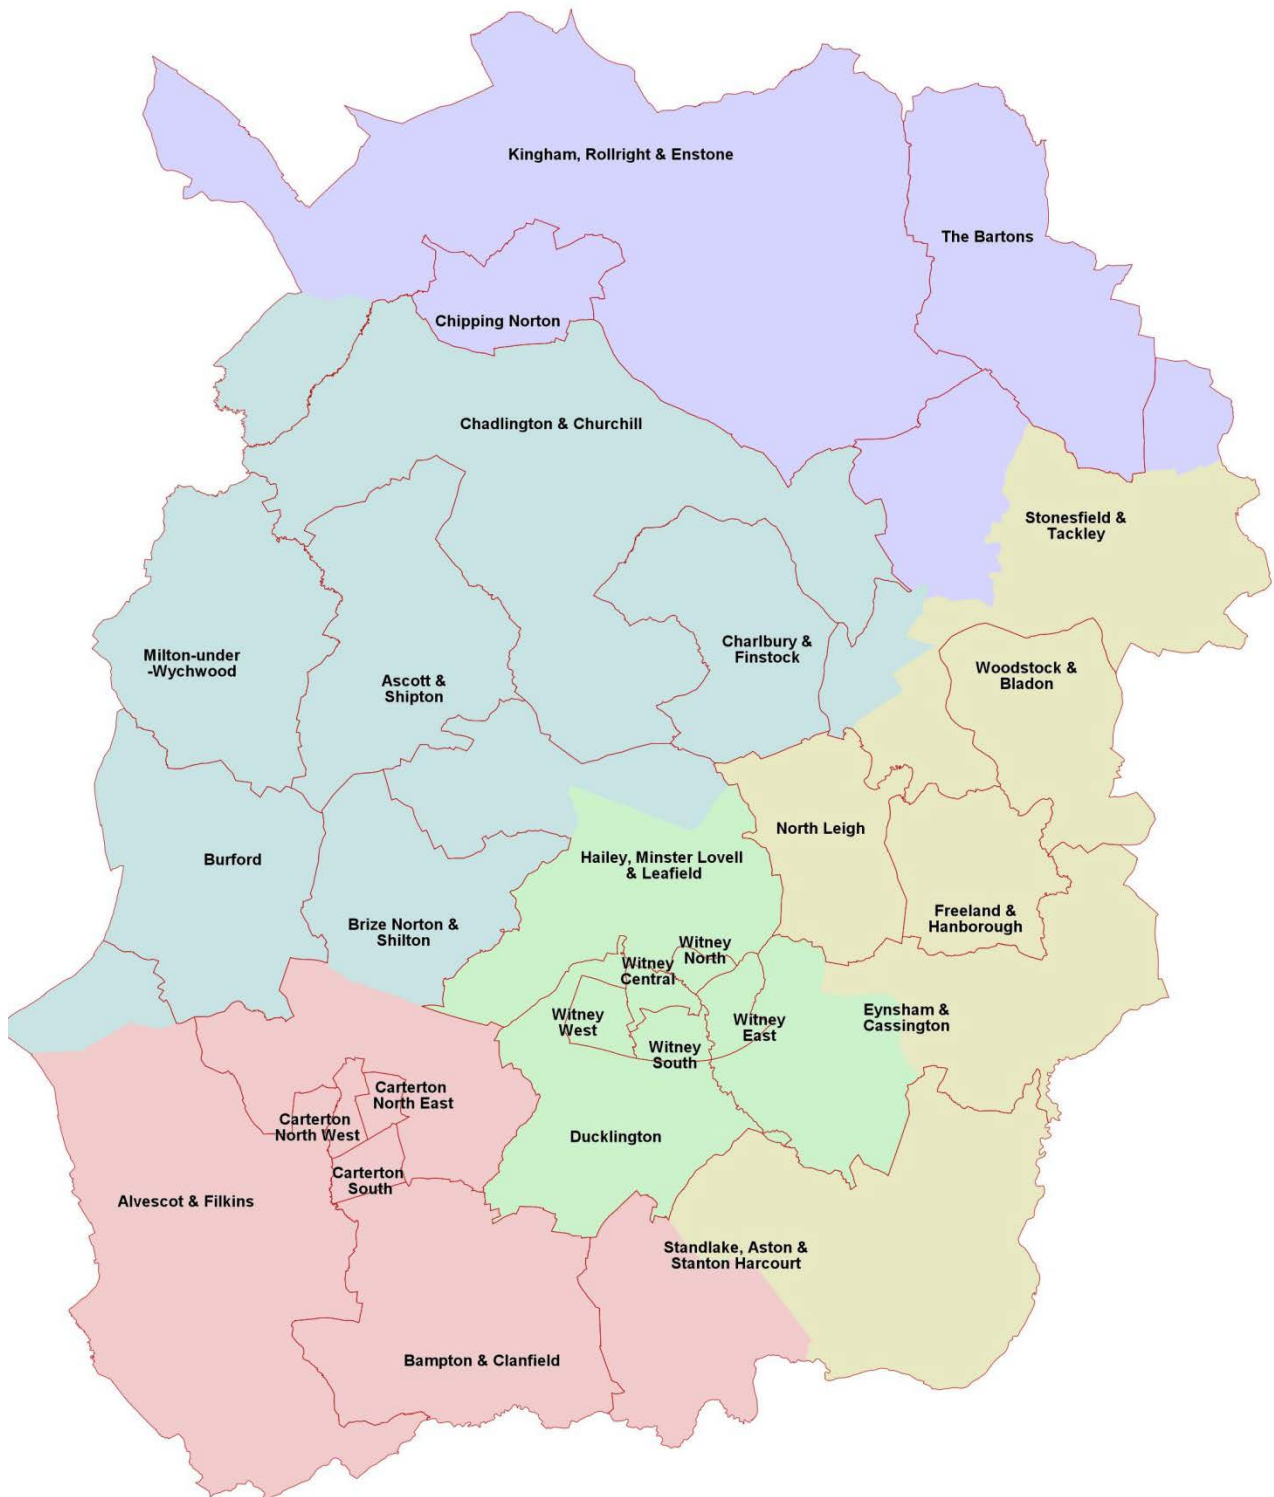 Kingham, Rollright & Enstone
The Bartons
Chipping Norton
Chadlington & Churchill
Stonesfield &
Tackley
Milton-under
-Wychwood
Ascott &
Shipton
Charlbury &
Finstock
Woodstock &
Bladon
Burford
Hailey, Minster Lovell
& Leafield
North Leigh
Brize Norton &
Shilton
Freeland &
Hanborough
Witney
North
Witney
Central
Witney
West
Witney
South
Witney
East
Eynsham &
Cassington
Carterton
North East
Carterton
North West
Ducklington
Carterton
South
Alvescot & Filkins
Standlake, Aston &
Stanton Harcourt
Bampton & Clanfield